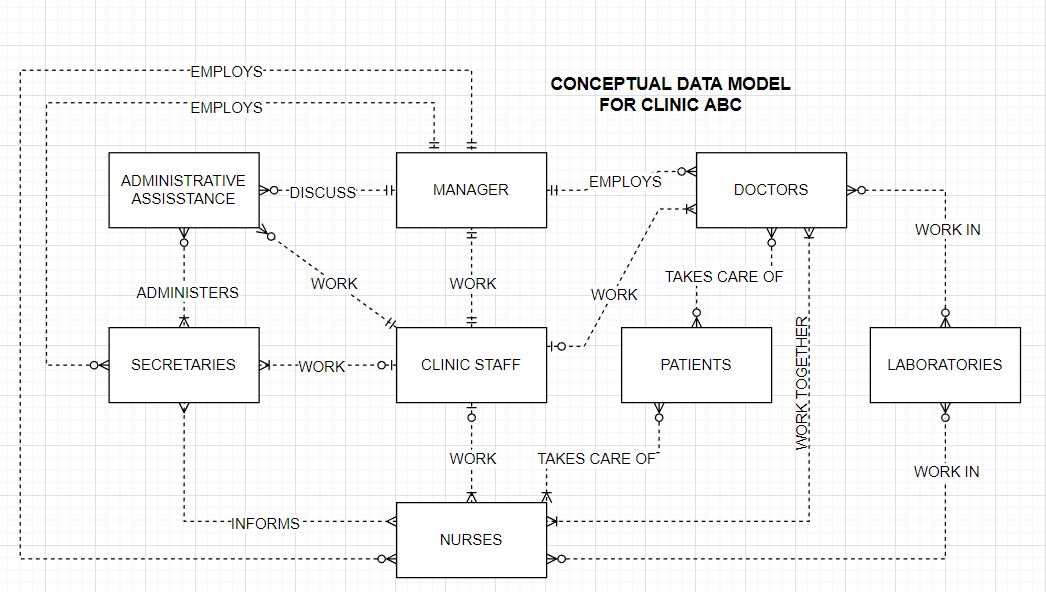 EMPLOYS
CONCEPTUAL DATA MODEL
FOR CLINIC ABC
EMPLOYS
ADMINISTRATIVE
ASSISSTANCE
DISCUSS
MANAGER
EMPLOYS
DOCTORS
WORK IN
ADMINISTERS
WORK
WORK
WORK
TAKES CARE OF
SECRETARIES
WORK
CLINIC STAFF
PATIENTS
WORK TOGETHER
LABORATORIES
WORK
TAKES CARE OF
WORK IN
INFORMS
NURSES